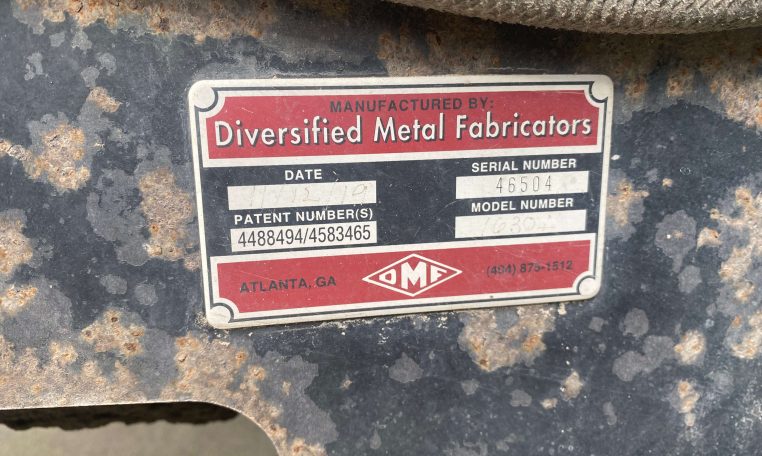 MANUFACTURED BY:
Diversified Metal Fabricators
DATE
SERIAL NUMBER
46504
PATENT NUMBER(S)
MODEL NUMBER
4488494/4583465
ATLANTA, GA
DMF
(404) 875-1512